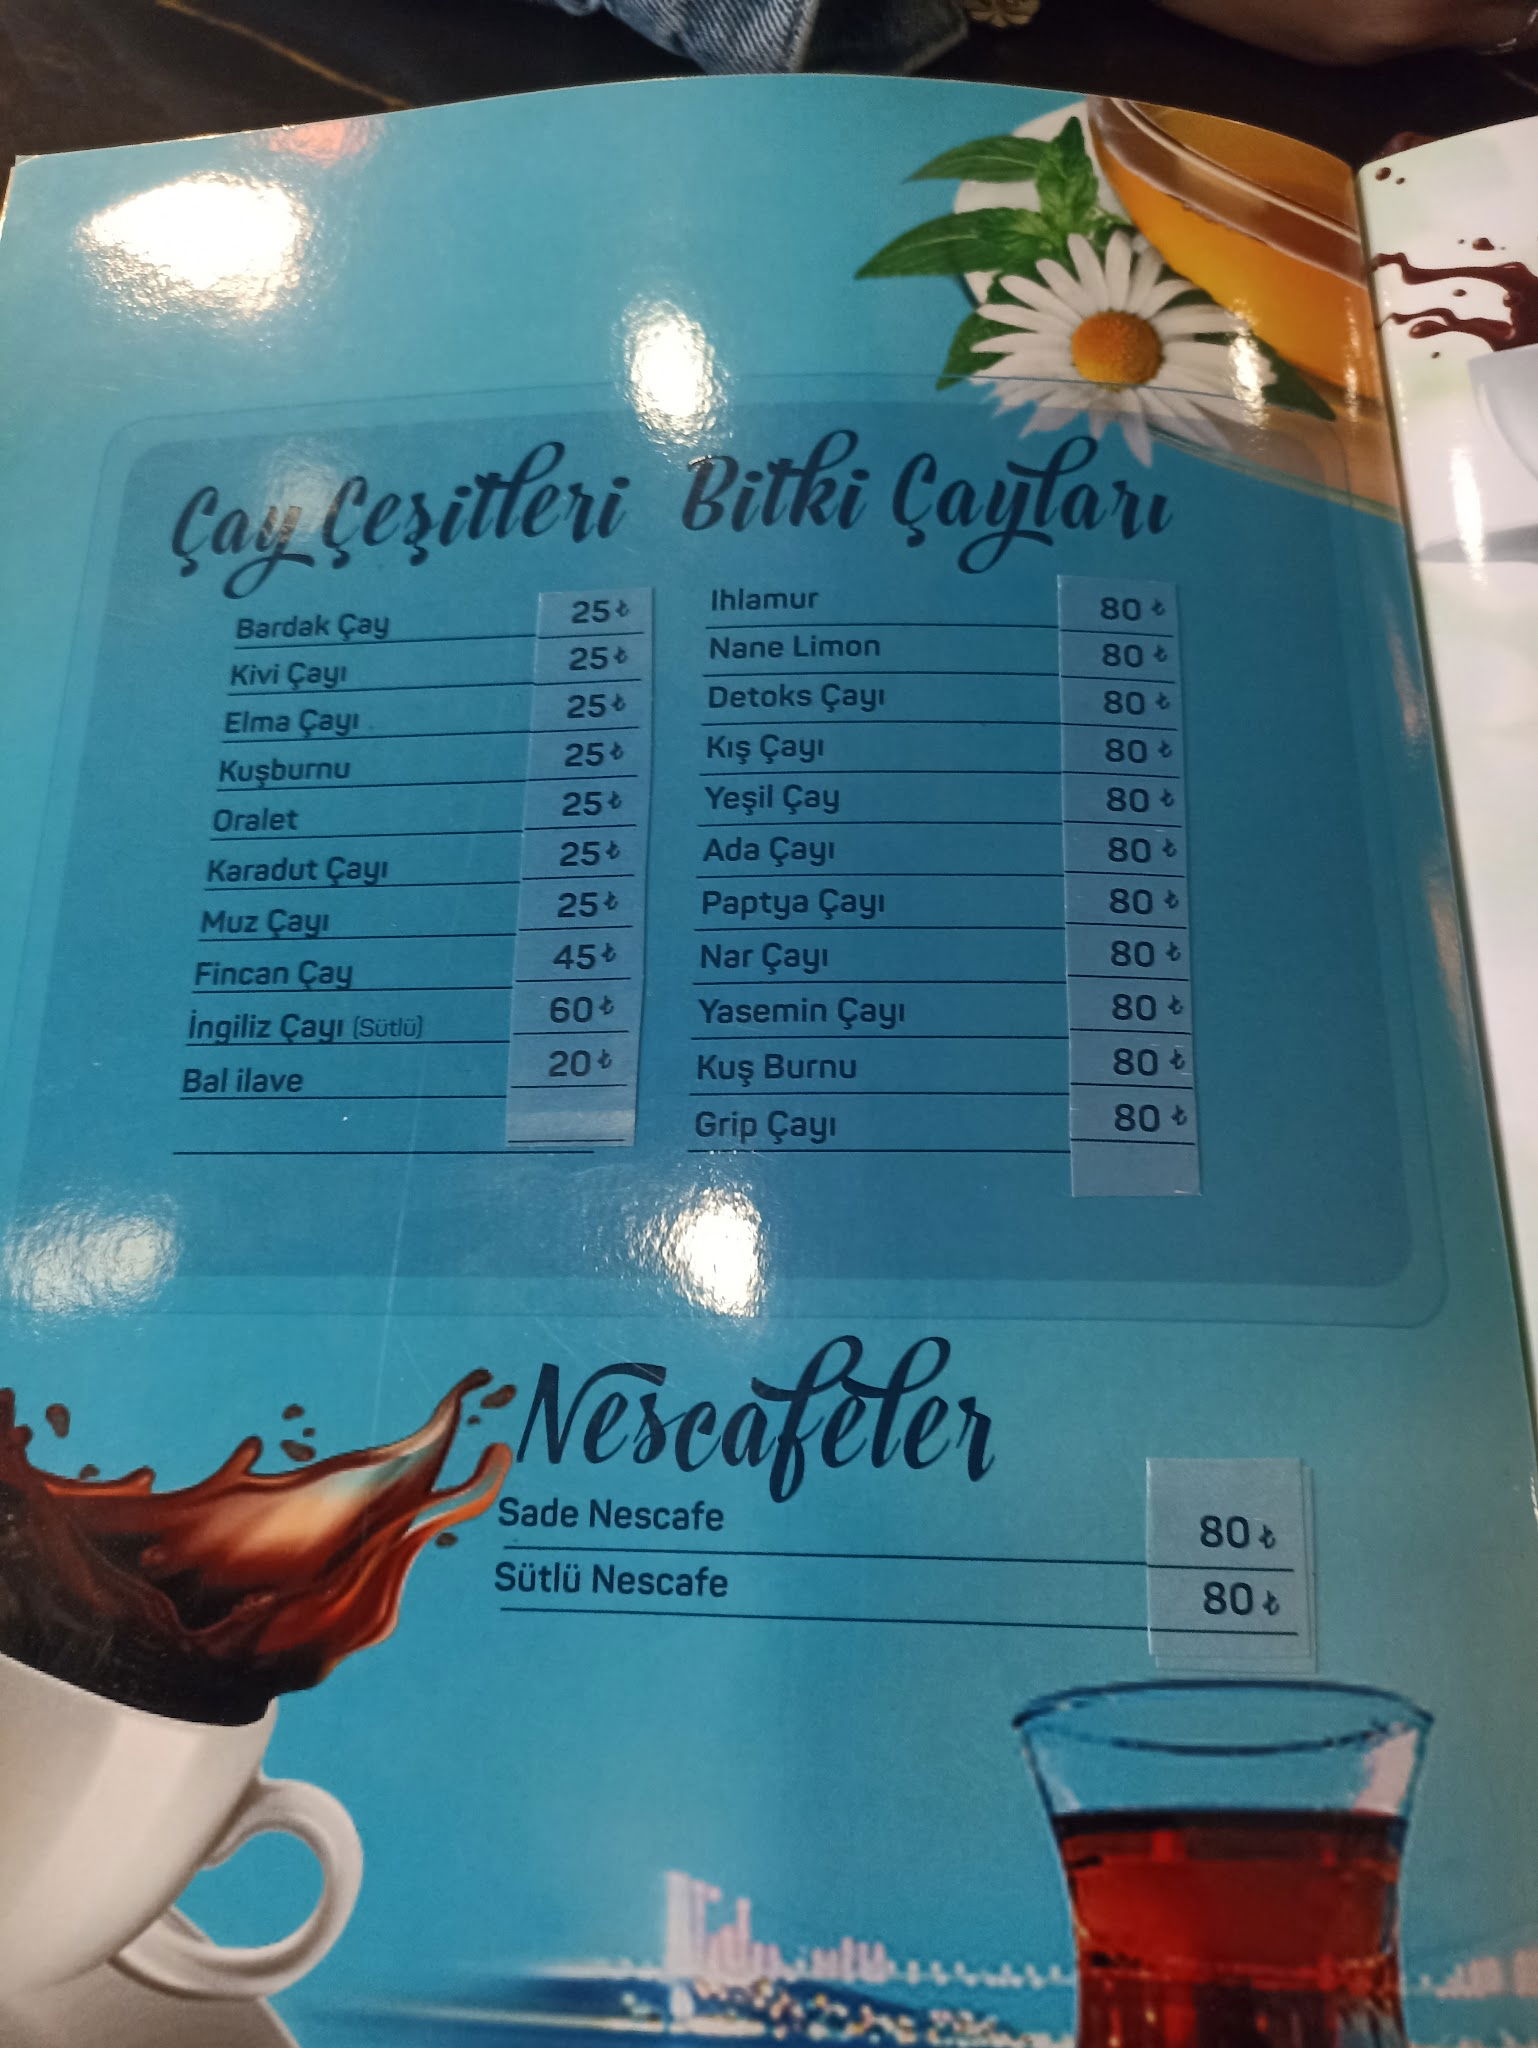 Çay Çeşitleri
Bardak Çay 25₺
Kivi Çayı 25₺
Elma Çayı 25₺
Kuşburnu 25₺
Oralet 25₺
Karadut Çayı 25₺
Muz Çayı 25₺
Fincan Çay 45₺
İngiliz Çayı (Sütlü) 60₺
Bal ilave 20₺
Bitki Çayları
Ihlamur 80₺
Nane Limon 80₺
Detoks Çayı 80₺
Kış Çayı 80₺
Yeşil Çay 80₺
Ada Çayı 80₺
Paptya Çayı 80₺
Nar Çayı 80₺
Yasemin Çayı 80₺
Kuş Burnu 80₺
Grip Çayı 80₺
Nescafeler
Sade Nescafe 80₺
Sütlü Nescafe 80₺